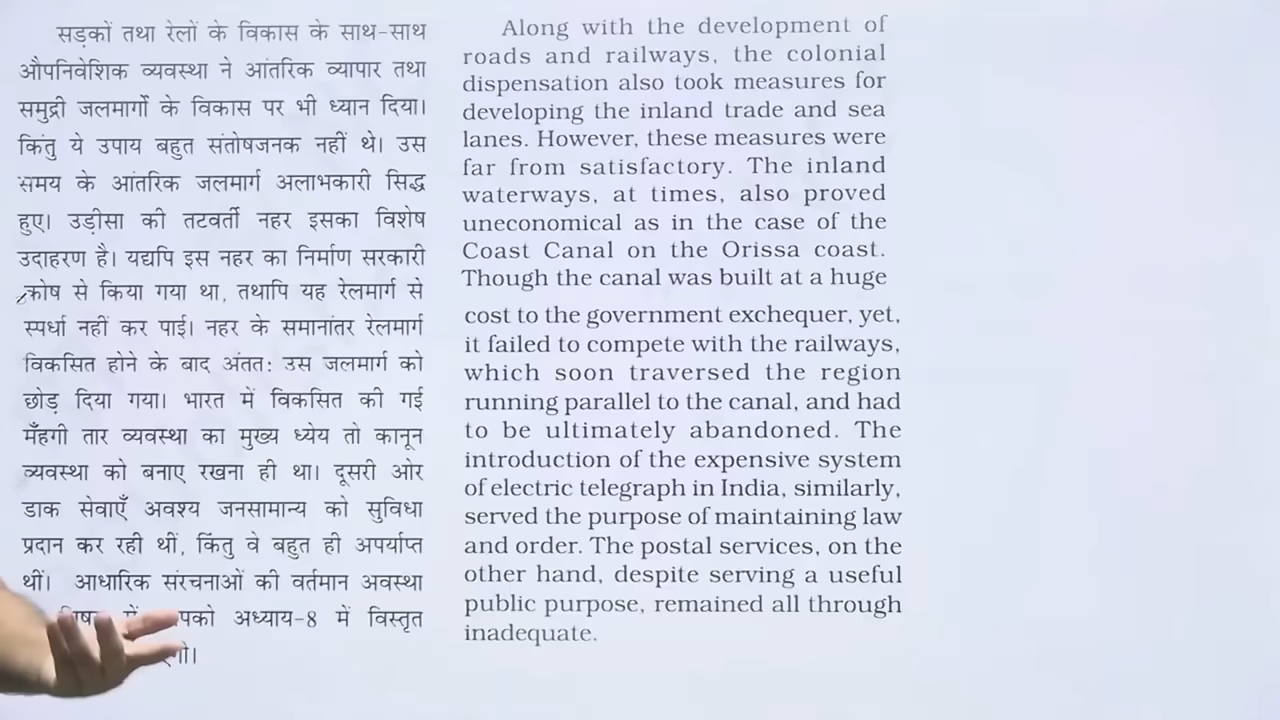 सड़कों तथा रेलों के विकास के साथ-साथ
औपनिवेशिक व्यवस्था ने आंतरिक व्यापार तथा
समुद्री जलमार्गों के विकास पर भी ध्यान दिया।
किंतु ये उपाय बहुत संतोषजनक नहीं थे। उस
समय के आंतरिक जलमार्ग अलाभकारी सिद्ध
हुए। उड़ीसा की तटवर्ती नहर इसका विशेष
उदाहरण है। यद्यपि इस नहर का निर्माण सरकारी
कोष से किया गया था, तथापि यह रेलमार्ग से
स्पर्धा नहीं कर पाई। नहर के समानांतर रेलमार्ग
विकसित होने के बाद अंततः उस जलमार्ग को
छोड़ दिया गया। भारत में विकसित की गई
मँहगी तार व्यवस्था का मुख्य ध्येय तो कानून
व्यवस्था को बनाए रखना ही था। दूसरी ओर
डाक सेवाएँ अवश्य जनसामान्य को सुविधा
प्रदान कर रही थीं, किंतु वे बहुत ही अपर्याप्त
थीं। आधारिक संरचनाओं की वर्तमान अवस्था
अध्याय-8 में विस्तृत
Along with the development of
roads and railways, the colonial
dispensation also took measures for
developing the inland trade and sea
lanes. However, these measures were
far from satisfactory. The inland
waterways, at times, also proved
uneconomical as in the case of the
Coast Canal on the Orissa coast.
Though the canal was built at a huge
cost to the government exchequer, yet,
it failed to compete with the railways,
which soon traversed the region
running parallel to the canal, and had
to be ultimately abandoned. The
introduction of the expensive system
of electric telegraph in India, similarly,
served the purpose of maintaining law
and order. The postal services, on the
other hand, despite serving a useful
public purpose, remained all through
inadequate.